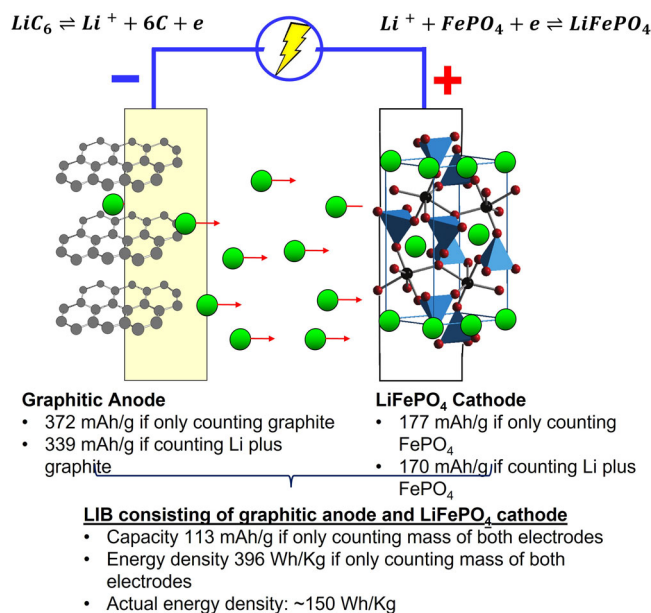 LiC₆ ⇌ Li⁺ + 6C + e
Li⁺ + FePO4 + e ⇌ LiFePO4
−
+
Graphitic Anode
• 372 mAh/g if only counting graphite
• 339 mAh/g if counting Li plus
graphite
LiFePO₄ Cathode
• 177 mAh/g if only counting
FePO₄
• 170 mAh/g if counting Li plus
FePO₄
LIB consisting of graphitic anode and LiFePO₄ cathode
• Capacity 113 mAh/g if only counting mass of both electrodes
• Energy density 396 Wh/Kg if only counting mass of both
electrodes
• Actual energy density: ~150 Wh/Kg